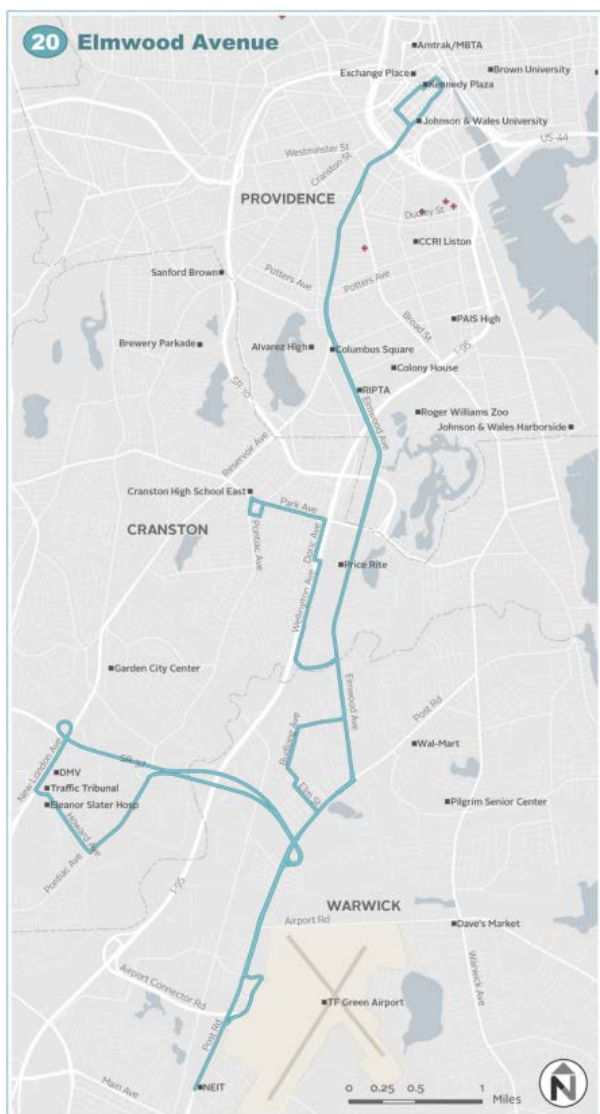 20 Elmwood Avenue
Amtrak/MBTA
Exchange Place
Brown University
Kennedy Plaza
Johnson & Wales University
US-44
Westminster St
Cranston St
PROVIDENCE
Dudley St
CCRI Liston
Sanford Brown
Potters Ave
Potters Ave
Broad St
PAIS High
I-95
Brewery Parkade
Alvarez High
Columbus Square
Colony House
SR-10
RIPTA
Elmwood Ave
Roger Williams Zoo
Johnson & Wales Harborside
Reservoir Ave
Cranston High School East
Park Ave
CRANSTON
Pontiac Ave
Doric Ave
Price Rite
Wellington Ave
Garden City Center
Elmwood Ave
Post Rd
Budlong Ave
Wal-Mart
New London Ave
SR-37
DMV
Traffic Tribunal
Eleanor Slater Hosp
Elm St
Pilgrim Senior Center
Howard Ave
Pontiac Ave
I-95
WARWICK
Airport Rd
Dave's Market
Airport Connector Rd
TF Green Airport
Warwick Ave
Post Rd
NEIT
Main Ave
0 0.25 0.5 1
Miles
N